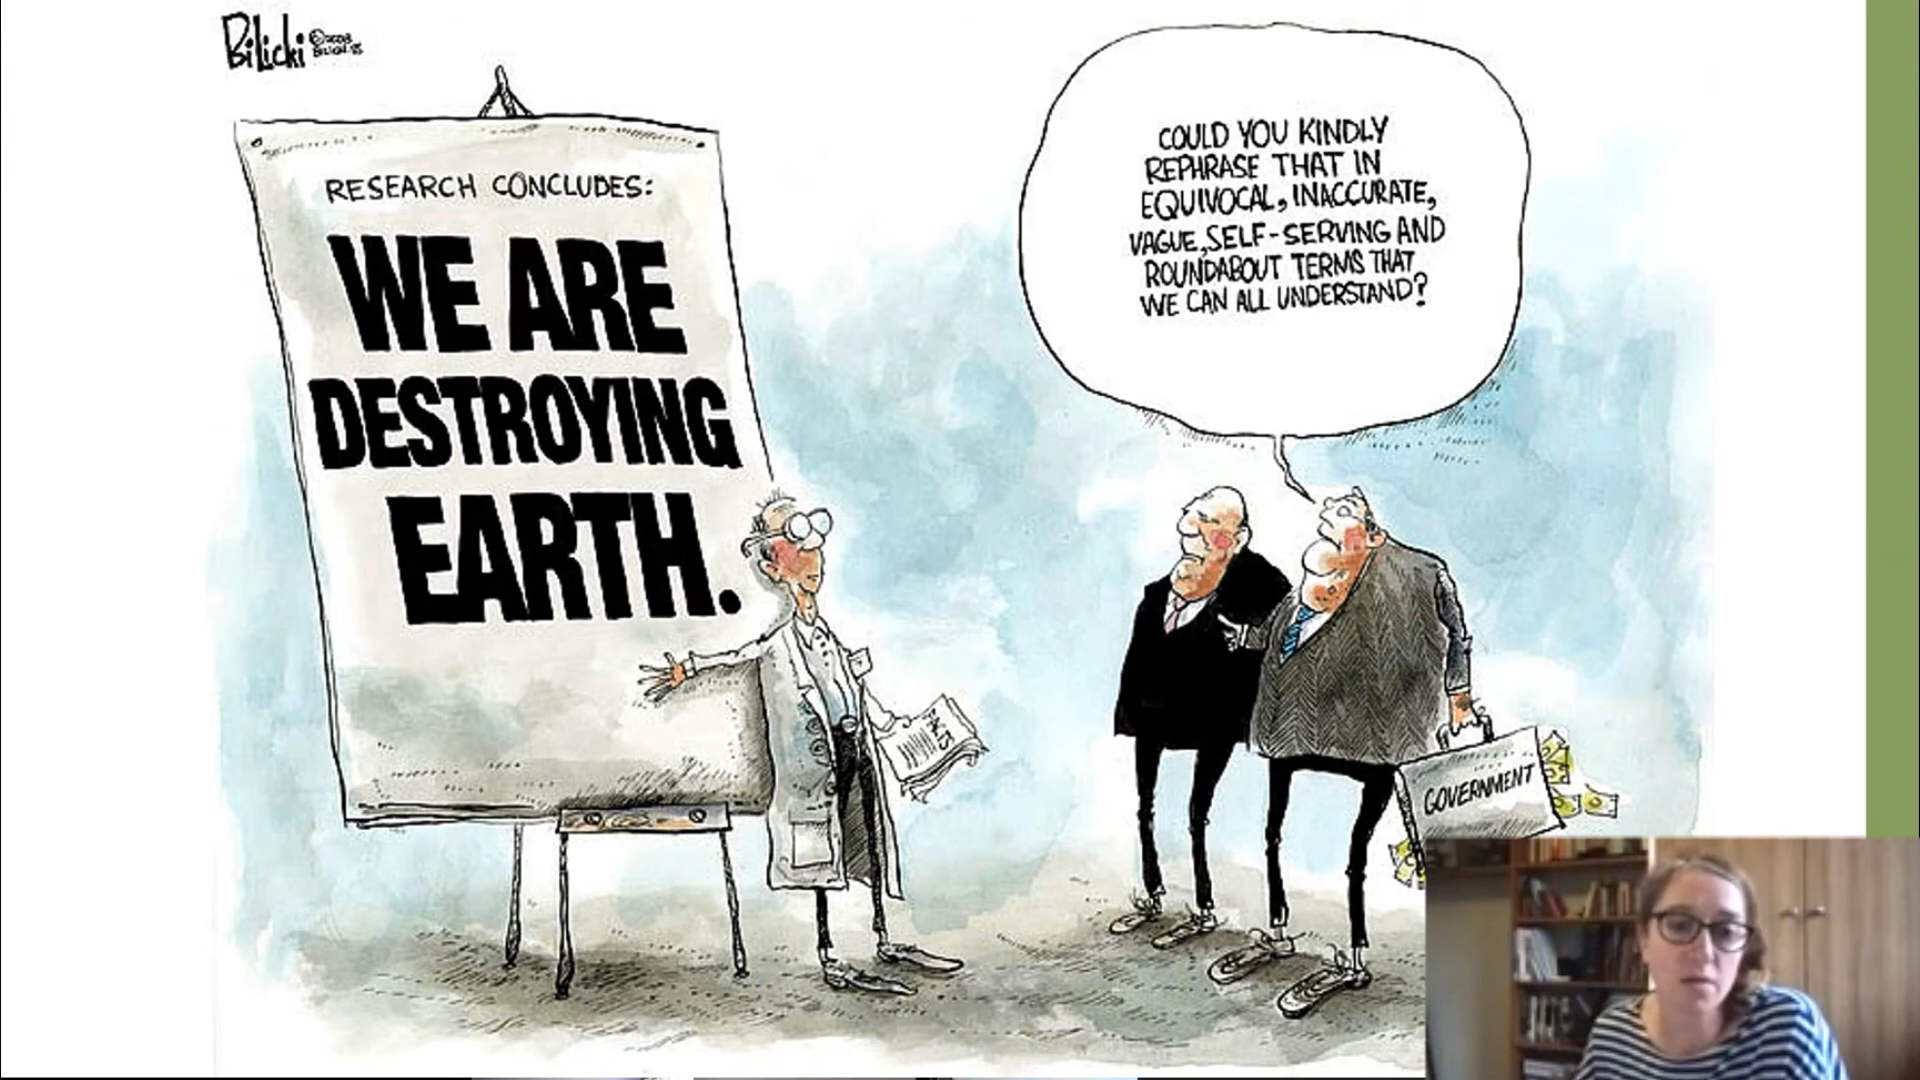 Bilicki
RESEARCH CONCLUDES:
WE ARE
DESTROYING
EARTH.
COULD YOU KINDLY
REPHRASE THAT IN
EQUIVOCAL, INACCURATE,
VAGUE, SELF-SERVING AND
ROUNDABOUT TERMS THAT
WE CAN ALL UNDERSTAND?
FACTS
GOVERNMENT